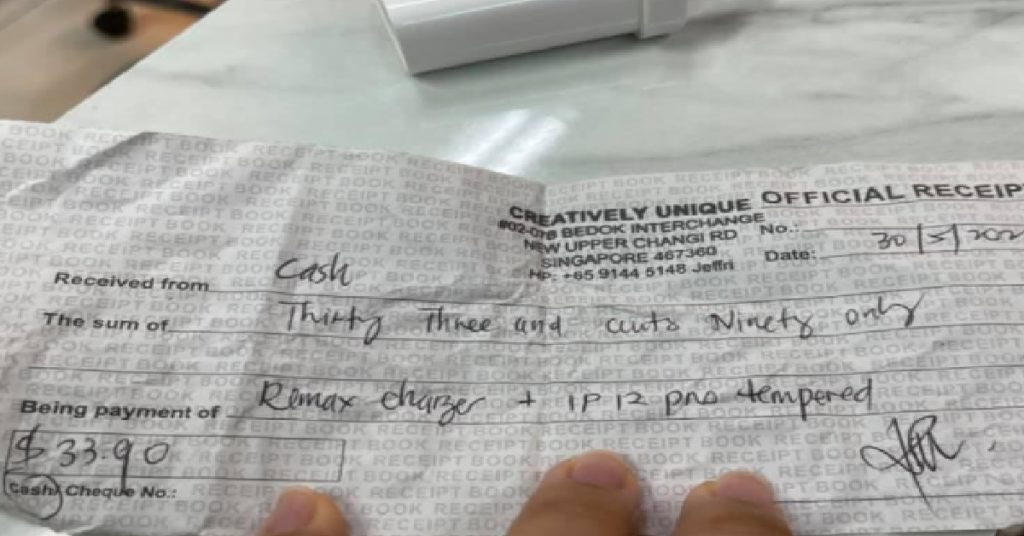 CREATIVELY UNIQUE OFFICIAL RECEIP
#02-07B BEDOK INTERCHANGE
No.:
NEW UPPER CHANGI RD
SINGAPORE 467360
Date: 30/5/202
Hp: +65 9144 5148 Jeffri
Received from Cash
The sum of Thirty Three and cents Ninety only
Being payment of Remax charger + IP 12 pro tempered
$ 33.90
Cash/ Cheque No.: